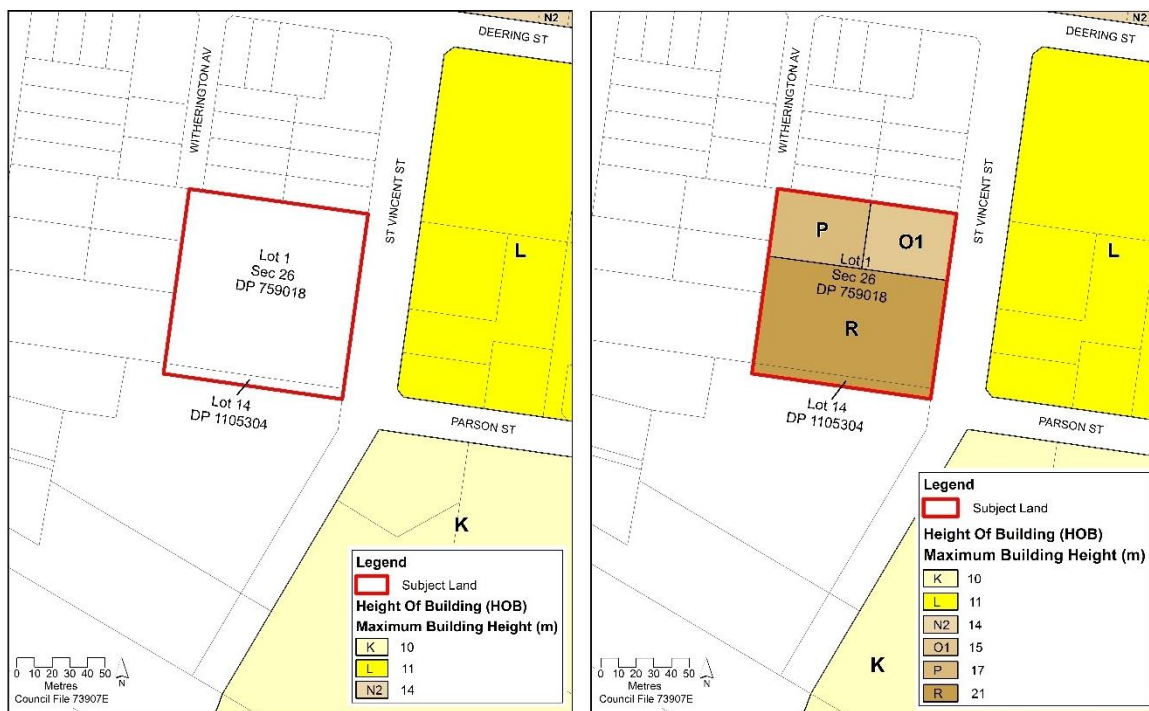 N2
DEERING ST
WITHERINGTON AV
ST VINCENT ST
L
Lot 1
Sec 26
DP 759018
Lot 14
DP 1105304
PARSON ST
K
Legend
Subject Land
Height Of Building (HOB)
Maximum Building Height (m)
K 10
L 11
N2 14
0 10 20 30 40 50
Metres
Council File 73907E
N
N2
DEERING ST
WITHERINGTON AV
ST VINCENT ST
P
O1
L
Lot 1
Sec 26
DP 759018
R
Lot 14
DP 1105304
PARSON ST
K
Legend
Subject Land
Height Of Building (HOB)
Maximum Building Height (m)
K 10
L 11
N2 14
O1 15
P 17
R 21
0 10 20 30 40 50
Metres
Council File 73907E
N